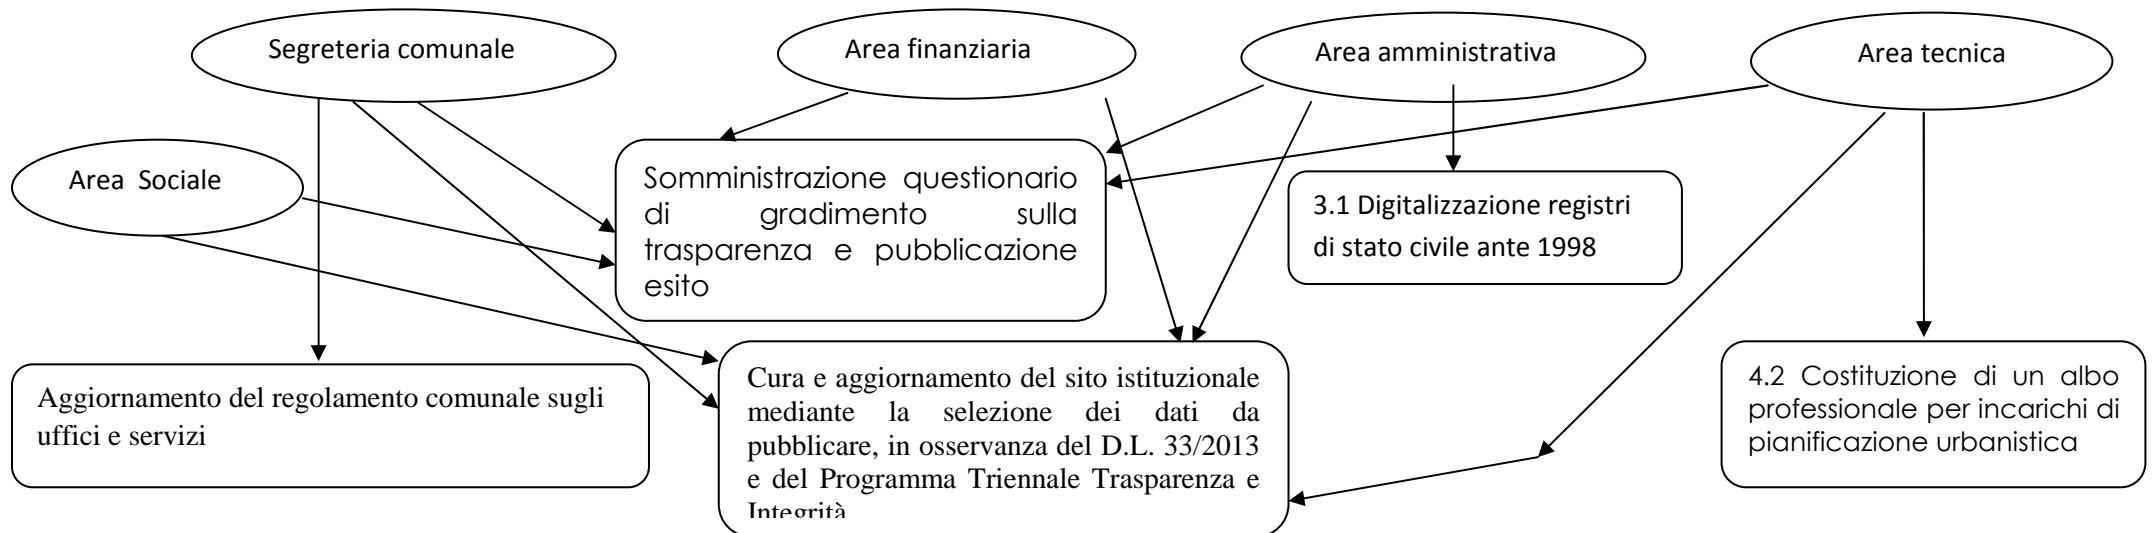 Segreteria comunale
Area finanziaria
Area amministrativa
Area tecnica
Area Sociale
Somministrazione questionario
di gradimento sulla
trasparenza e pubblicazione
esito
3.1 Digitalizzazione registri
di stato civile ante 1998
Aggiornamento del regolamento comunale sugli
uffici e servizi
Cura e aggiornamento del sito istituzionale
mediante la selezione dei dati da
pubblicare, in osservanza del D.L. 33/2013
e del Programma Triennale Trasparenza e
Integrità
4.2 Costituzione di un albo
professionale per incarichi di
pianificazione urbanistica